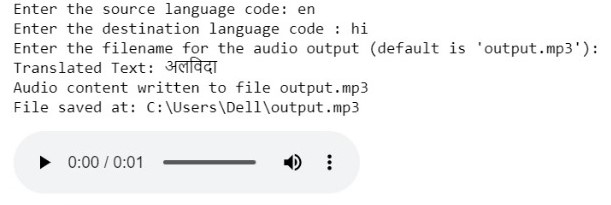 Enter the source language code: en
Enter the destination language code : hi
Enter the filename for the audio output (default is 'output.mp3'):
Translated Text: अलविदा
Audio content written to file output.mp3
File saved at: C:\Users\Dell\output.mp3
0:00 / 0:01